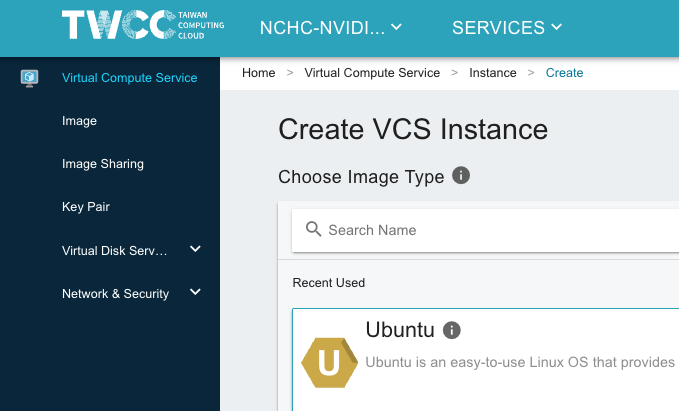 TWCC TAIWAN COMPUTING CLOUD
NCHC-NVIDI... SERVICES
Virtual Compute Service
Image
Image Sharing
Key Pair
Virtual Disk Serv...
Network & Security
Home > Virtual Compute Service > Instance > Create
Create VCS Instance
Choose Image Type i
Search Name
Recent Used
U
Ubuntu i
Ubuntu is an easy-to-use Linux OS that provides